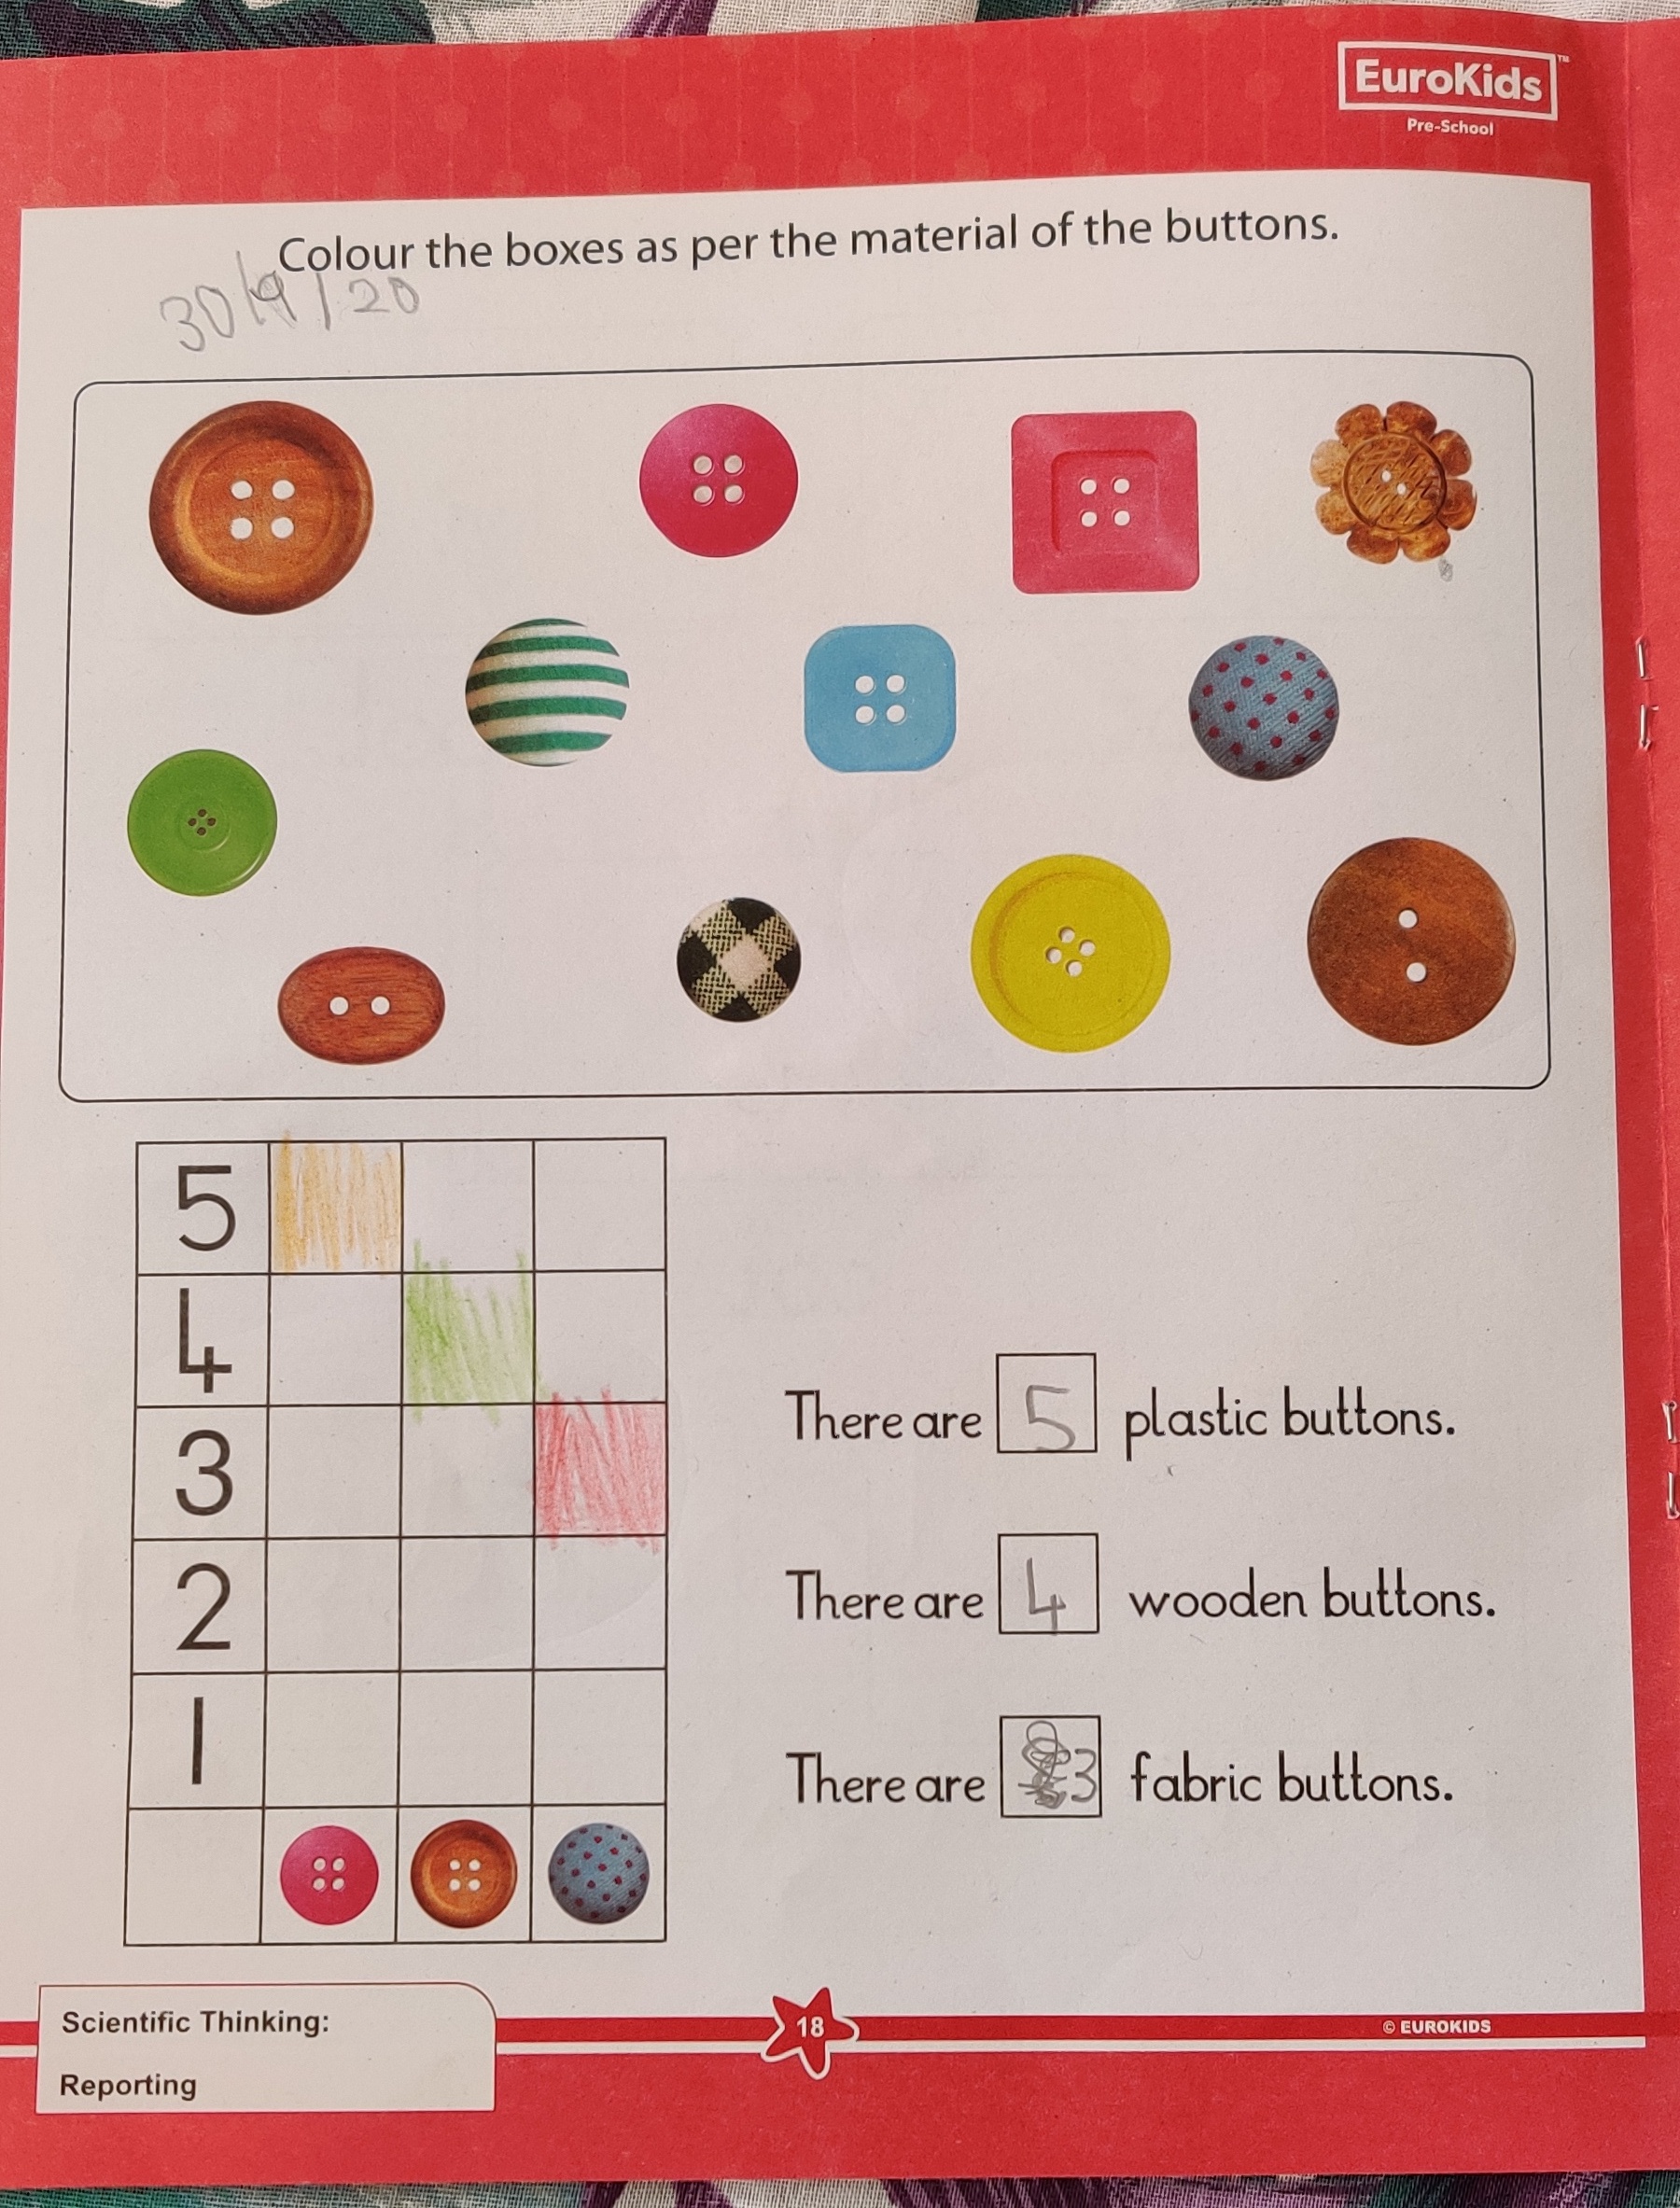 EuroKids™
Pre-School
Colour the boxes as per the material of the buttons.
30/9/20
5
4
3
2
1
There are 5 plastic buttons.
There are 4 wooden buttons.
There are 3 fabric buttons.
Scientific Thinking:
Reporting
18
© EUROKIDS